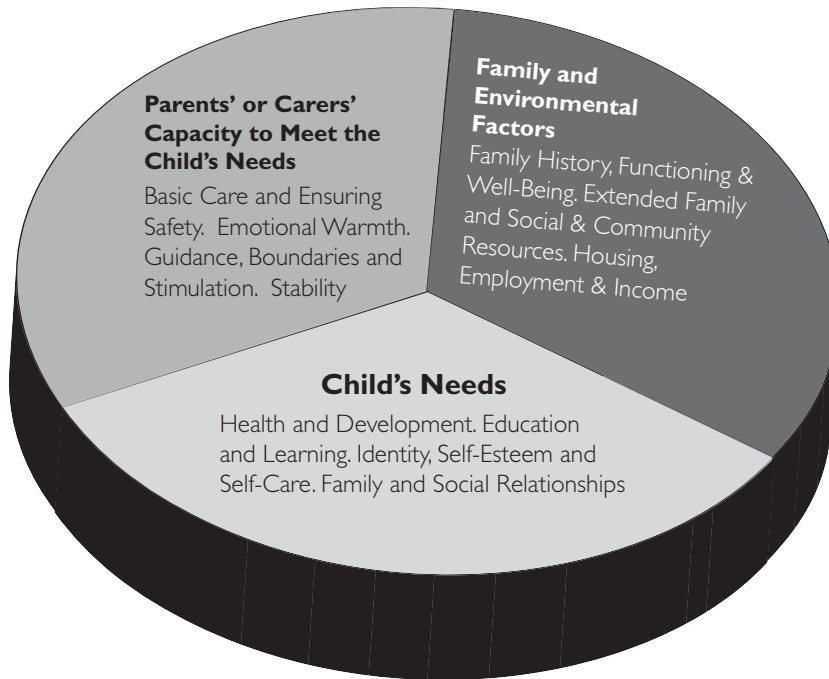 Parents’ or Carers’
Capacity to Meet the
Child’s Needs
Basic Care and Ensuring
Safety.  Emotional Warmth.
Guidance, Boundaries and
Stimulation.  Stability
Family and
Environmental
Factors
Family History, Functioning &
Well-Being. Extended Family
and Social & Community
Resources. Housing,
Employment & Income
Child’s Needs
Health and Development. Education
and Learning. Identity, Self-Esteem and
Self-Care. Family and Social Relationships